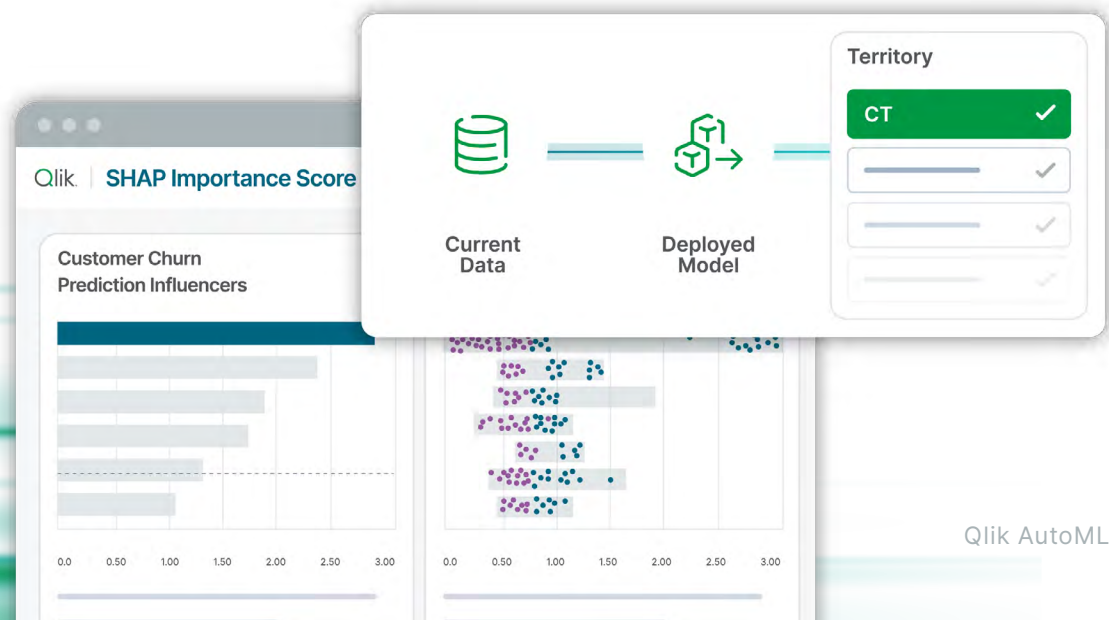 Territory
CT
Qlik
SHAP Importance Score
Current
Data
Deployed
Model
Customer Churn
Prediction Influencers
0.0 0.50 1.00 1.50 2.00 2.50 3.00
0.0 0.50 1.00 1.50 2.00 2.50 3.00
Qlik AutoML